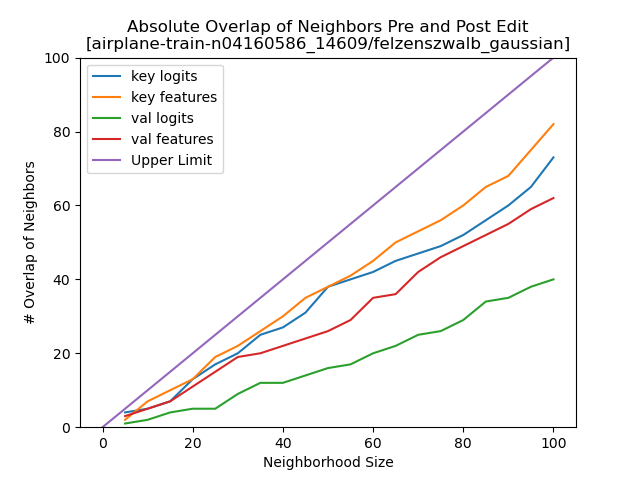 Absolute Overlap of Neighbors Pre and Post Edit
[airplane-train-n04160586_14609/felzenszwalb_gaussian]
key logits
key features
val logits
val features
Upper Limit
# Overlap of Neighbors
100
80
60
40
20
0
0 20 40 60 80 100
Neighborhood Size